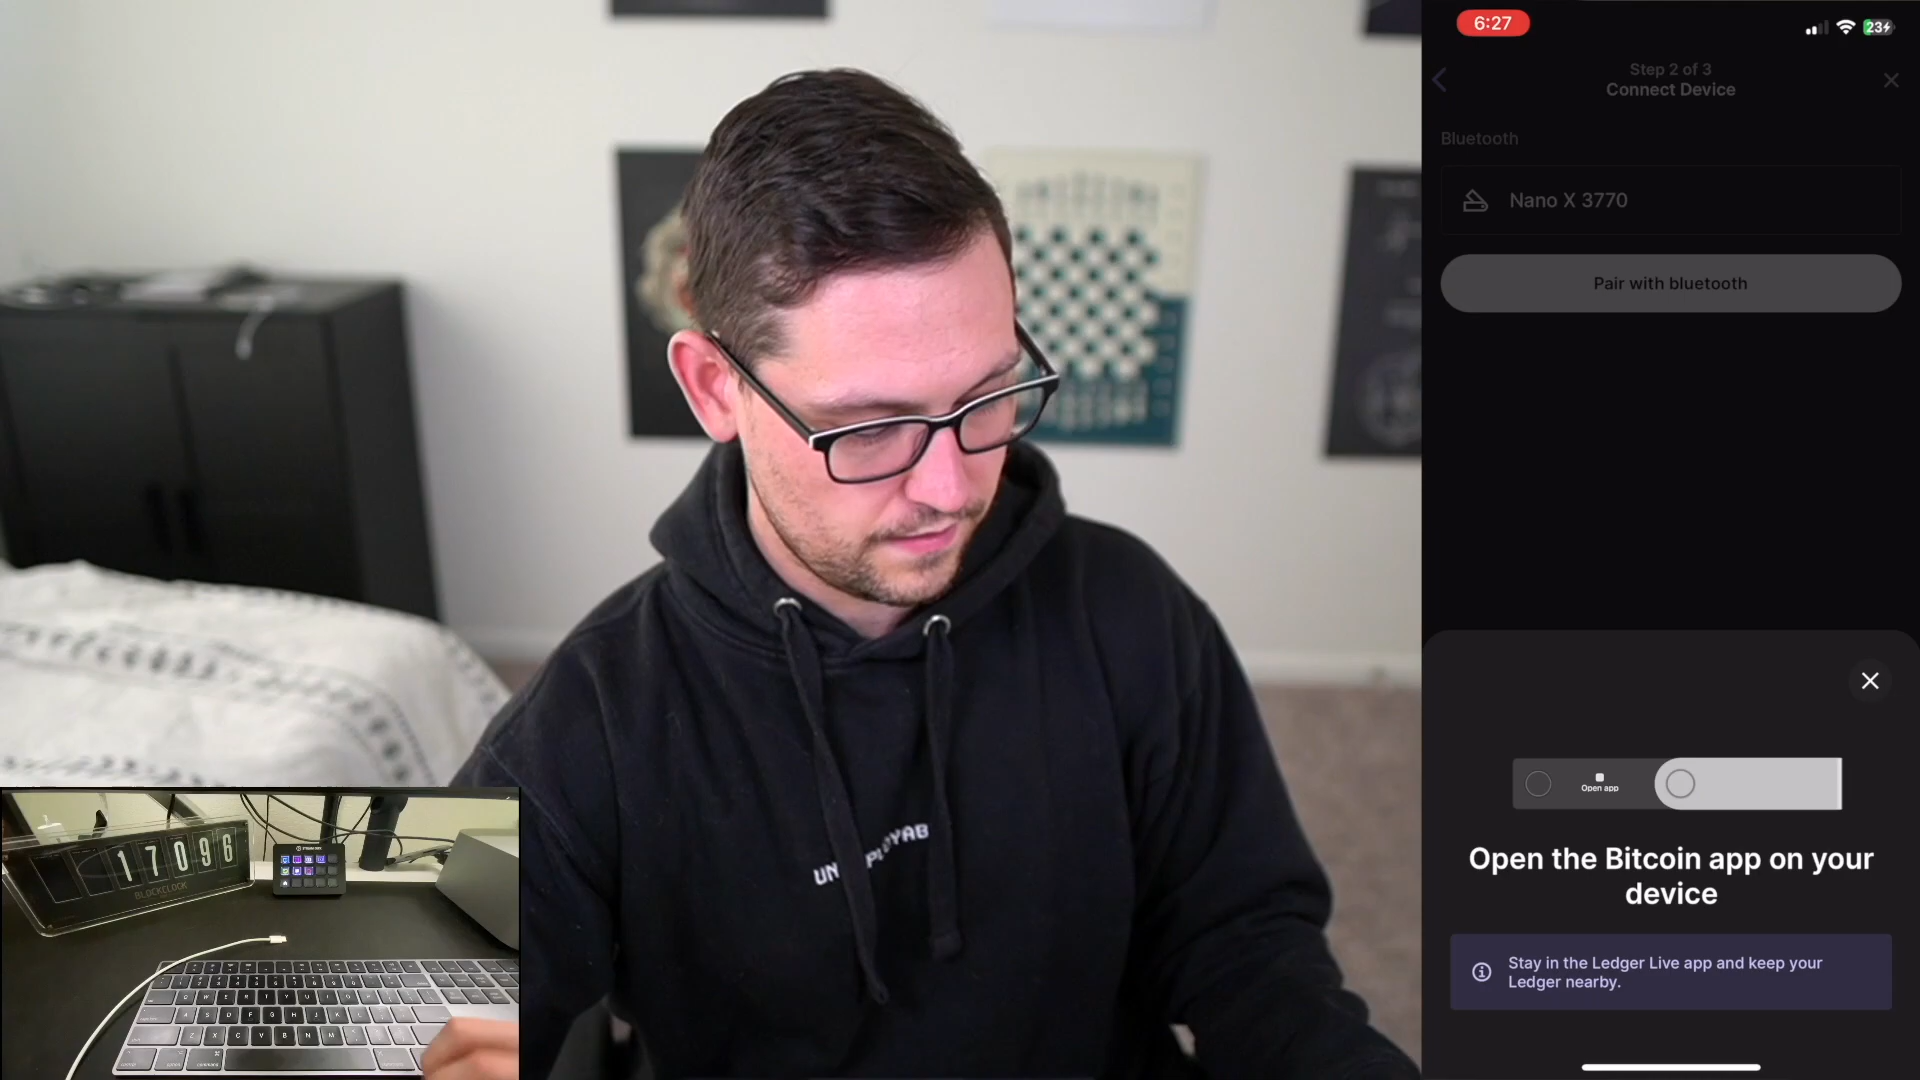 6:27
23
Step 2 of 3
Connect Device
Bluetooth
Nano X 3770
Pair with bluetooth
Open app
Open the Bitcoin app on your
device
Stay in the Ledger Live app and keep your
Ledger nearby.
17096
BLOCKCLOCK